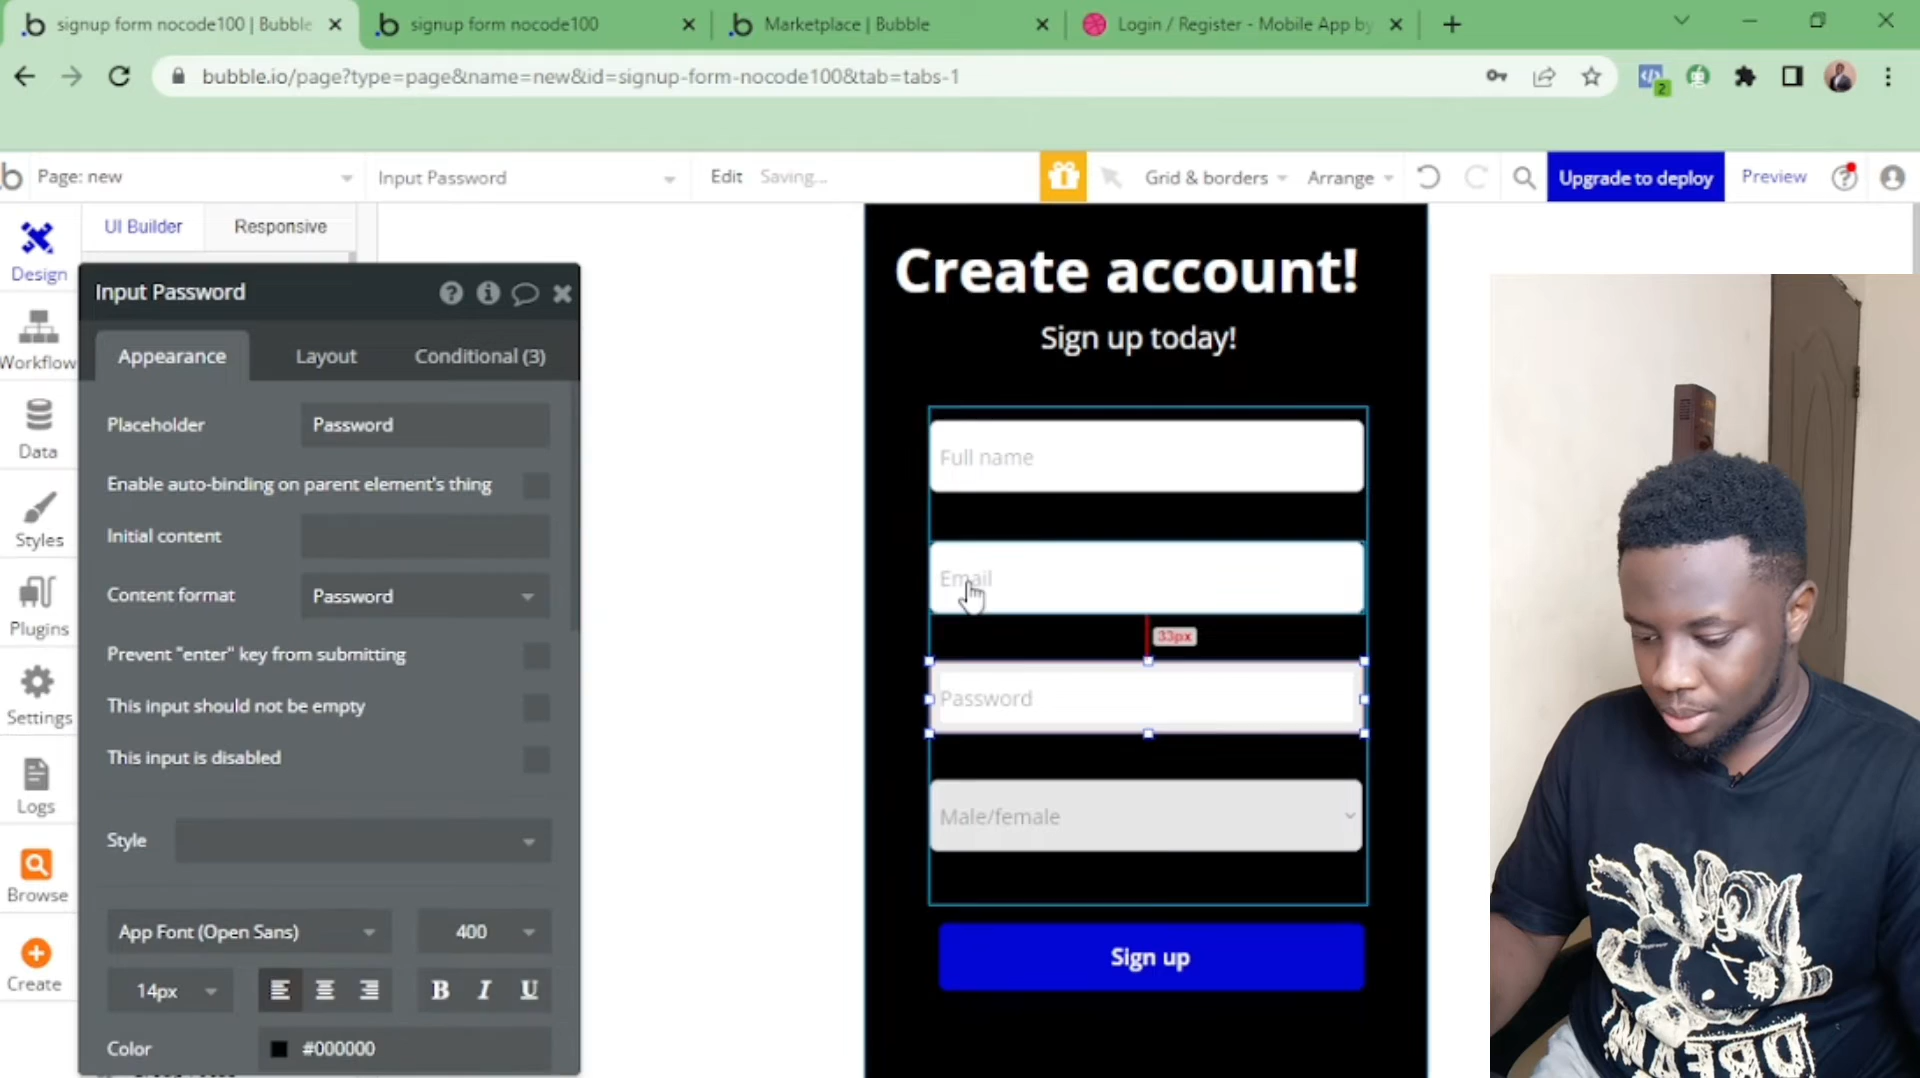 signup form nocode100 | Bubble
signup form nocode100
Marketplace | Bubble
Login / Register - Mobile App by
bubble.io/page?type=page&name=new&id=signup-form-nocode100&tab=tabs-1
2
Page: new
Input Password
Edit
Saving...
Grid & borders
Arrange
Upgrade to deploy
Preview
UI Builder
Responsive
Design
Workflow
Data
Styles
Plugins
Settings
Logs
Browse
Create
Input Password
Appearance
Layout
Conditional (3)
Placeholder
Password
Enable auto-binding on parent element's thing
Initial content
Content format
Password
Prevent "enter" key from submitting
This input should not be empty
This input is disabled
Style
App Font (Open Sans)
400
14px
B I U
Color
#000000
Create account!
Sign up today!
Full name
Email
33px
Password
Male/female
Sign up